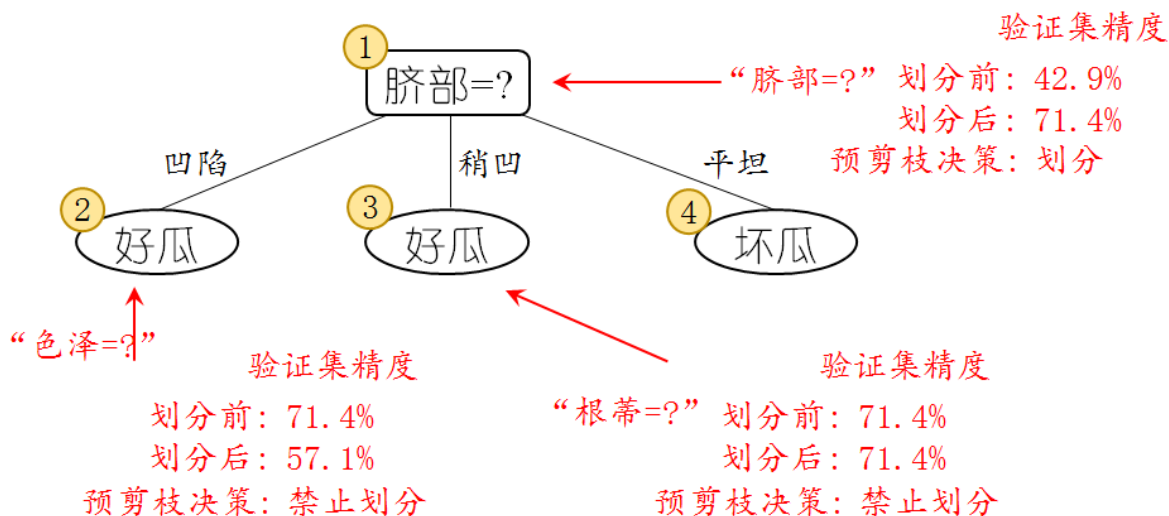 验证集精度
1
脐部=?
“脐部=?” 划分前: 42.9%
划分后: 71.4%
预剪枝决策: 划分
凹陷
稍凹
平坦
2
好瓜
3
好瓜
4
坏瓜
“色泽=?”
验证集精度
划分前: 71.4%
划分后: 57.1%
预剪枝决策: 禁止划分
验证集精度
“根蒂=?” 划分前: 71.4%
划分后: 71.4%
预剪枝决策: 禁止划分